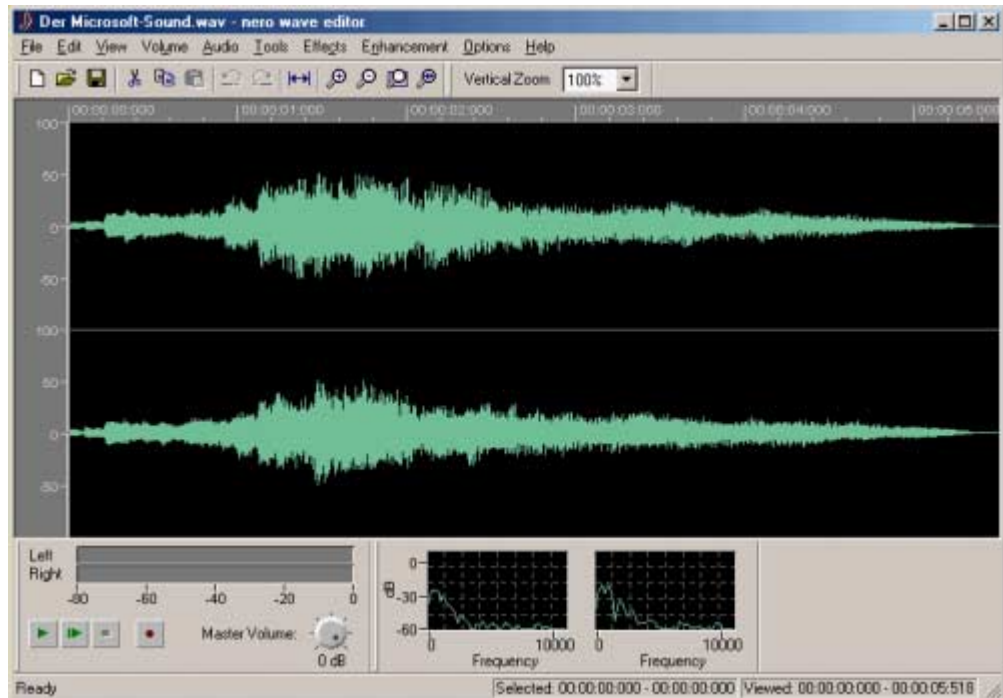 Der Microsoft-Sound.wav - nero wave editor
File Edit View Volume Audio Tools Effects Enhancement Options Help
Vertical Zoom 100%
00:00:00:000 00:00:01:000 00:00:02:000 00:00:03:000 00:00:04:000 00:00:05:000
100
50
0
-50
-100
50
0
-50
Left
Right
-80 -60 -40 -20 0
Master Volume:
0 dB
0
dB
-30
-60
0 10000
Frequency
0 10000
Frequency
Ready
Selected: 00:00:00:000 - 00:00:00:000 Viewed: 00:00:00:000 - 00:00:05:518